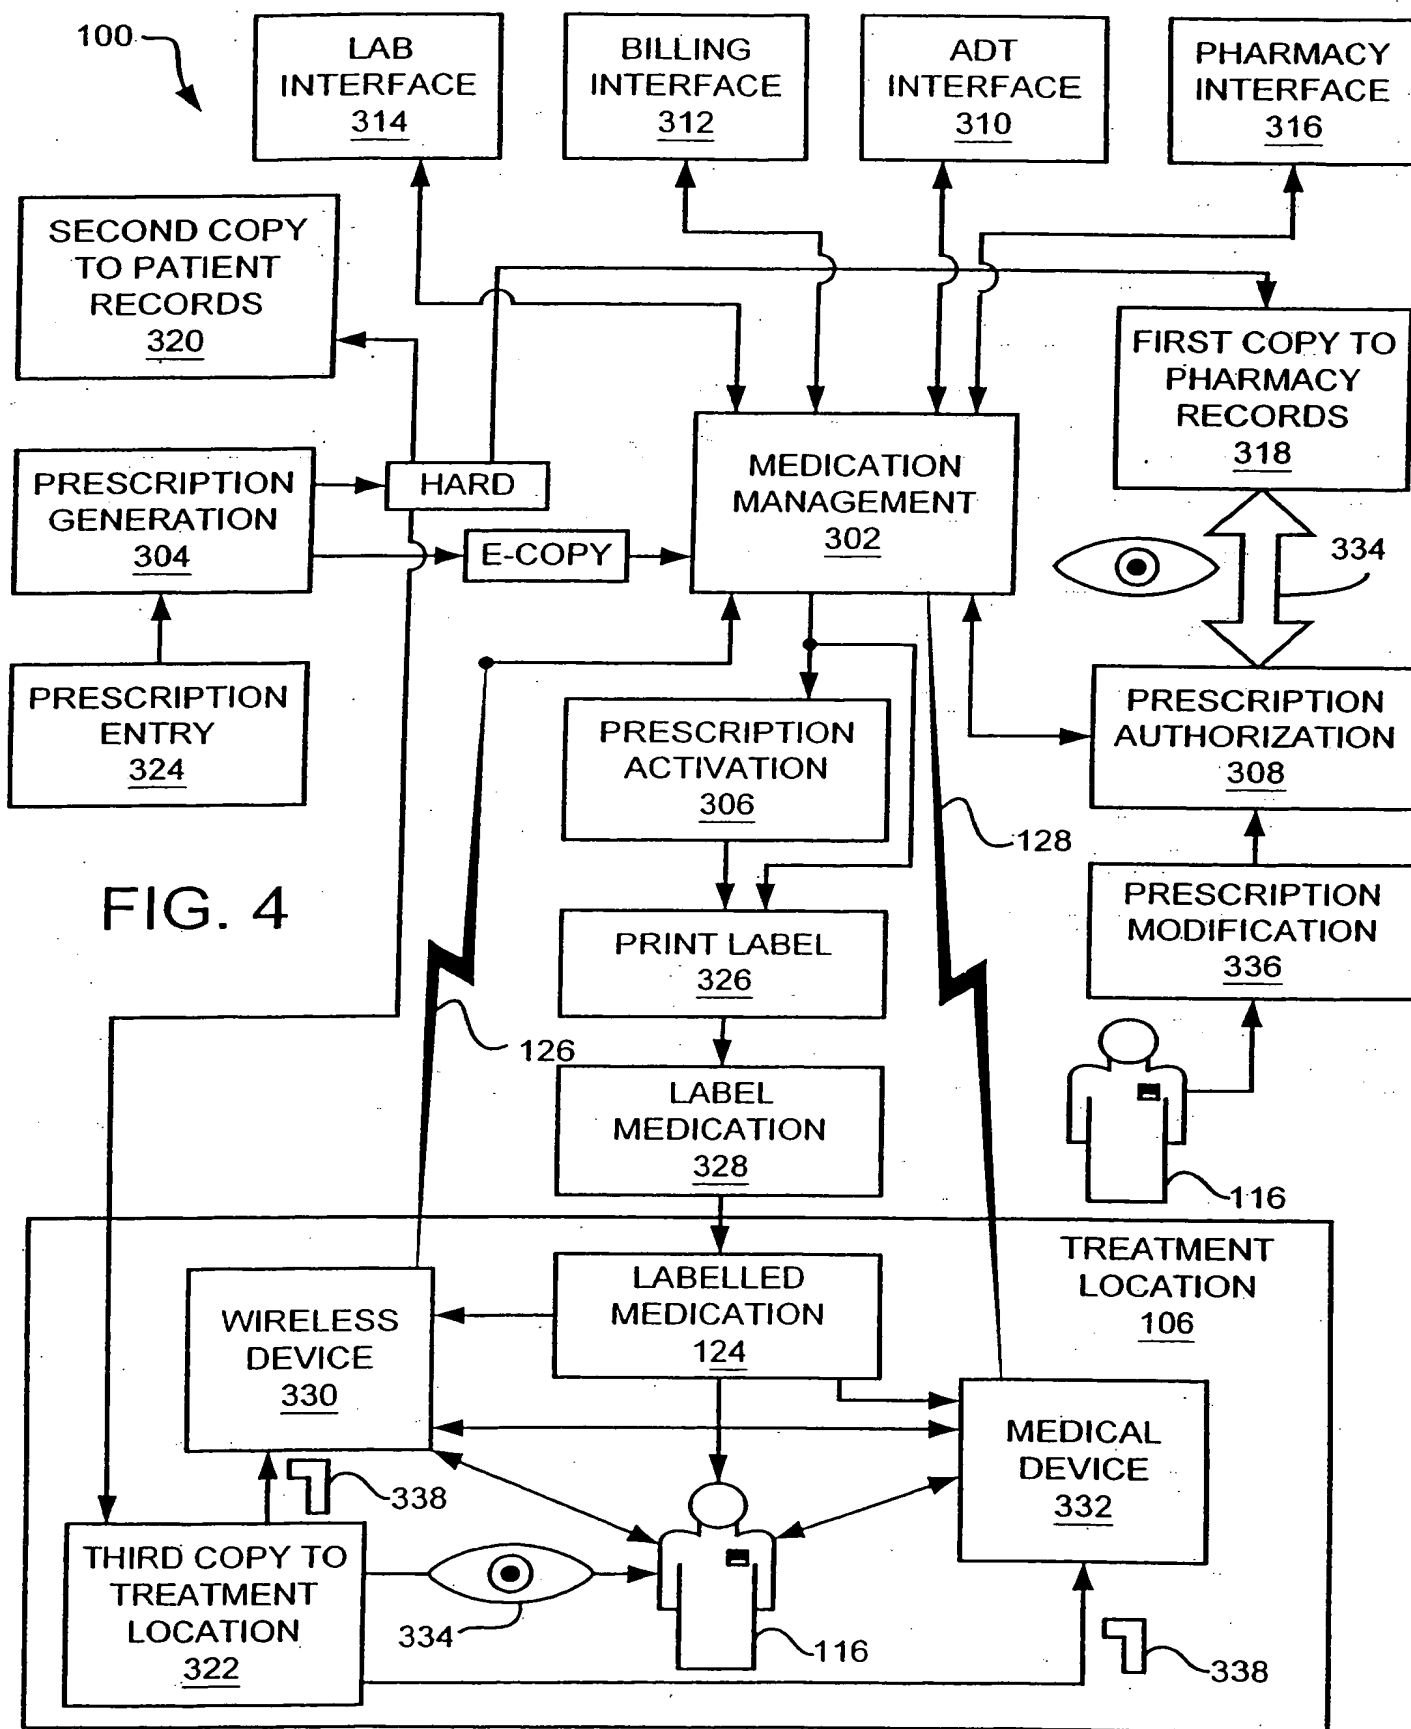 100
LAB
INTERFACE
314
BILLING
INTERFACE
312
ADT
INTERFACE
310
PHARMACY
INTERFACE
316
SECOND COPY
TO PATIENT
RECORDS
320
FIRST COPY TO
PHARMACY
RECORDS
318
PRESCRIPTION
GENERATION
304
HARD
E-COPY
MEDICATION
MANAGEMENT
302
334
PRESCRIPTION
ENTRY
324
PRESCRIPTION
ACTIVATION
306
PRESCRIPTION
AUTHORIZATION
308
128
FIG. 4
PRINT LABEL
326
PRESCRIPTION
MODIFICATION
336
126
LABEL
MEDICATION
328
116
TREATMENT
LOCATION
106
WIRELESS
DEVICE
330
LABELLED
MEDICATION
124
MEDICAL
DEVICE
332
338
THIRD COPY TO
TREATMENT
LOCATION
322
334
116
338